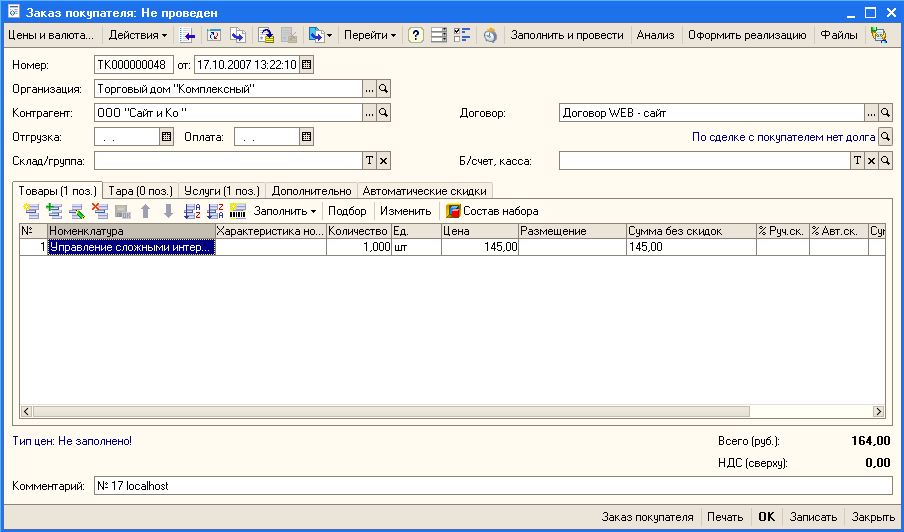 Заказ покупателя: Не проведен
Цены и валюта... Действия Перейти Заполнить и провести Анализ Оформить реализацию Файлы
Номер: ТК000000048 от: 17.10.2007 13:22:10
Организация: Торговый дом "Комплексный" ...
Контрагент: ООО "Сайт и Ко " ... Договор: Договор WEB - сайт ...
Отгрузка: . . Оплата: . . По сделке с покупателем нет долга
Склад/группа: T × Б/счет, касса: T ×
Товары (1 поз.) Тара (0 поз.) Услуги (1 поз.) Дополнительно Автоматические скидки
Заполнить Подбор Изменить Состав набора
№ Номенклатура Характеристика но... Количество Ед. Цена Размещение Сумма без скидок % Руч.ск. % Авт.ск. Сум
1 Управление сложными интер... 1,000 шт 145,00 145,00
Тип цен: Не заполнено! Всего (руб.): 164,00
НДС (сверху): 0,00
Комментарий: № 17 localhost
Заказ покупателя Печать OK Записать Закрыть